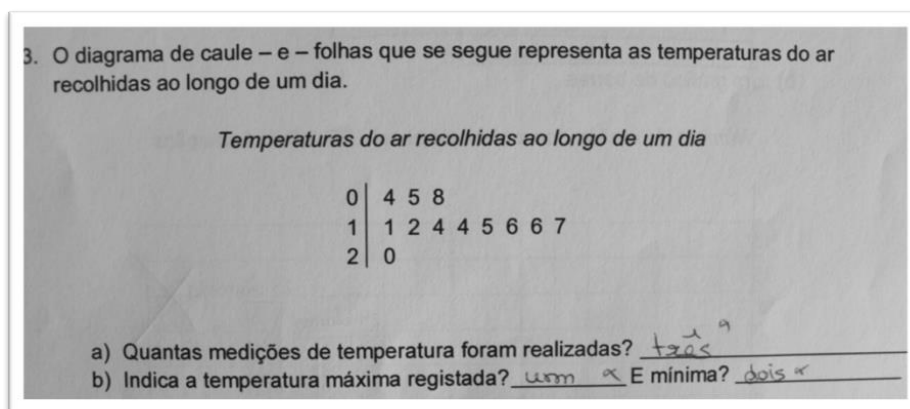 3. O diagrama de caule – e – folhas que se segue representa as temperaturas do ar
recolhidas ao longo de um dia.
Temperaturas do ar recolhidas ao longo de um dia
0 | 4 5 8
1 | 1 2 4 4 5 6 6 7
2 | 0
a) Quantas medições de temperatura foram realizadas? três
b) Indica a temperatura máxima registada? um E mínima? dois